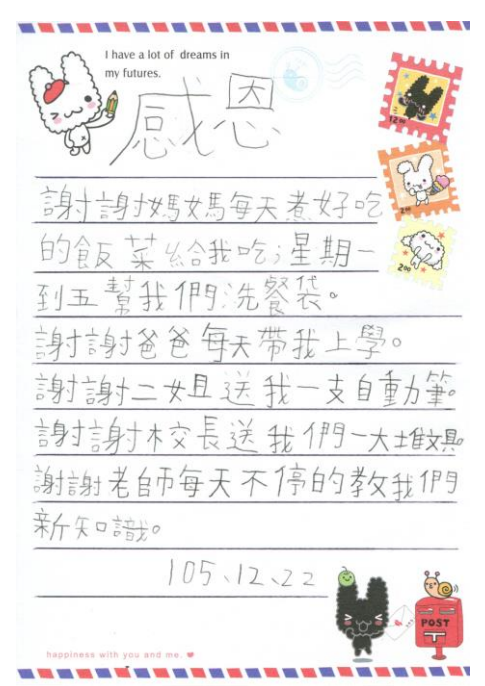 I have a lot of dreams in
my futures.
感恩
謝謝媽媽每天煮好吃
的飯菜給我吃;星期一
到五幫我們洗餐袋。
謝謝爸爸每天帶我上學。
謝謝二姐送我一支自動筆。
謝謝校長送我們一大堆文具。
謝謝老師每天不停的教我們
新知識。
105、12、22
POST
happiness with you and me.